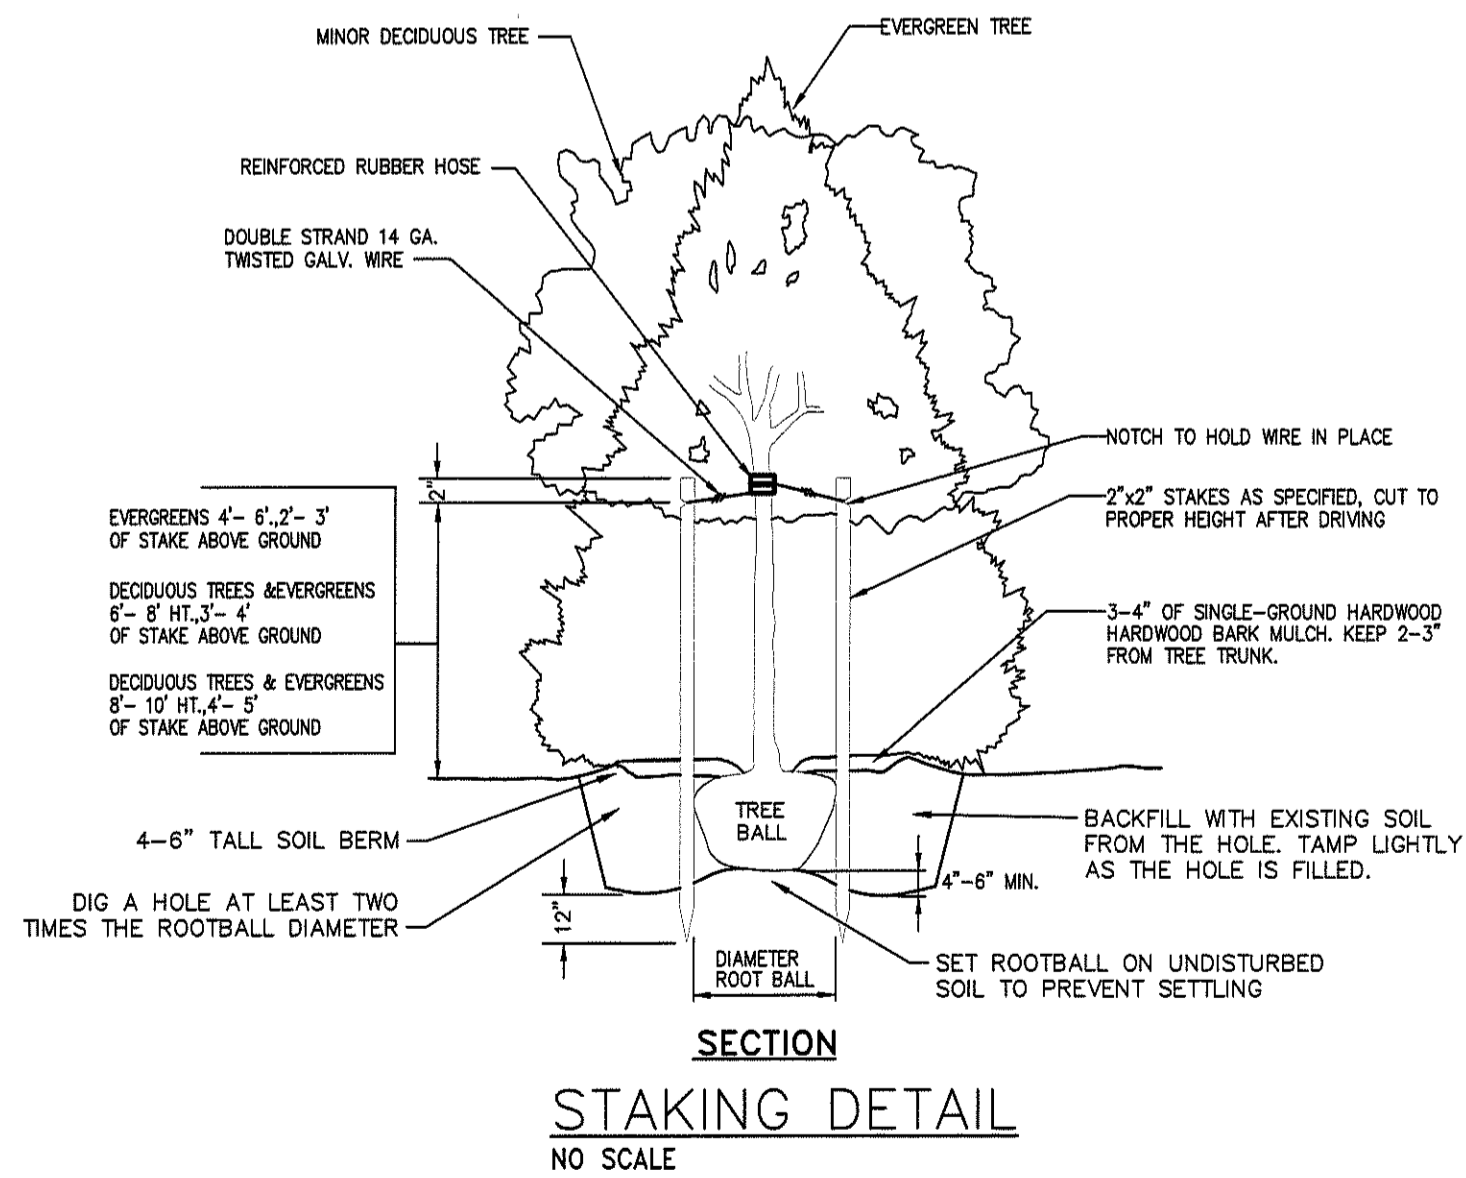 MINOR DECIDUOUS TREE
EVERGREEN TREE
REINFORCED RUBBER HOSE
DOUBLE STRAND 14 GA.
TWISTED GALV. WIRE
NOTCH TO HOLD WIRE IN PLACE
2"
2"x2" STAKES AS SPECIFIED, CUT TO
PROPER HEIGHT AFTER DRIVING
EVERGREENS 4'- 6'.,2'- 3'
OF STAKE ABOVE GROUND
DECIDUOUS TREES &EVERGREENS
6'- 8' HT.,3'- 4'
OF STAKE ABOVE GROUND
DECIDUOUS TREES & EVERGREENS
8'- 10' HT.,4'- 5'
OF STAKE ABOVE GROUND
3-4" OF SINGLE-GROUND HARDWOOD
HARDWOOD BARK MULCH. KEEP 2-3"
FROM TREE TRUNK.
TREE
BALL
4-6" TALL SOIL BERM
BACKFILL WITH EXISTING SOIL
FROM THE HOLE. TAMP LIGHTLY
AS THE HOLE IS FILLED.
4"-6" MIN.
DIG A HOLE AT LEAST TWO
TIMES THE ROOTBALL DIAMETER
12"
DIAMETER
ROOT BALL
SET ROOTBALL ON UNDISTURBED
SOIL TO PREVENT SETTLING
SECTION
STAKING DETAIL
NO SCALE